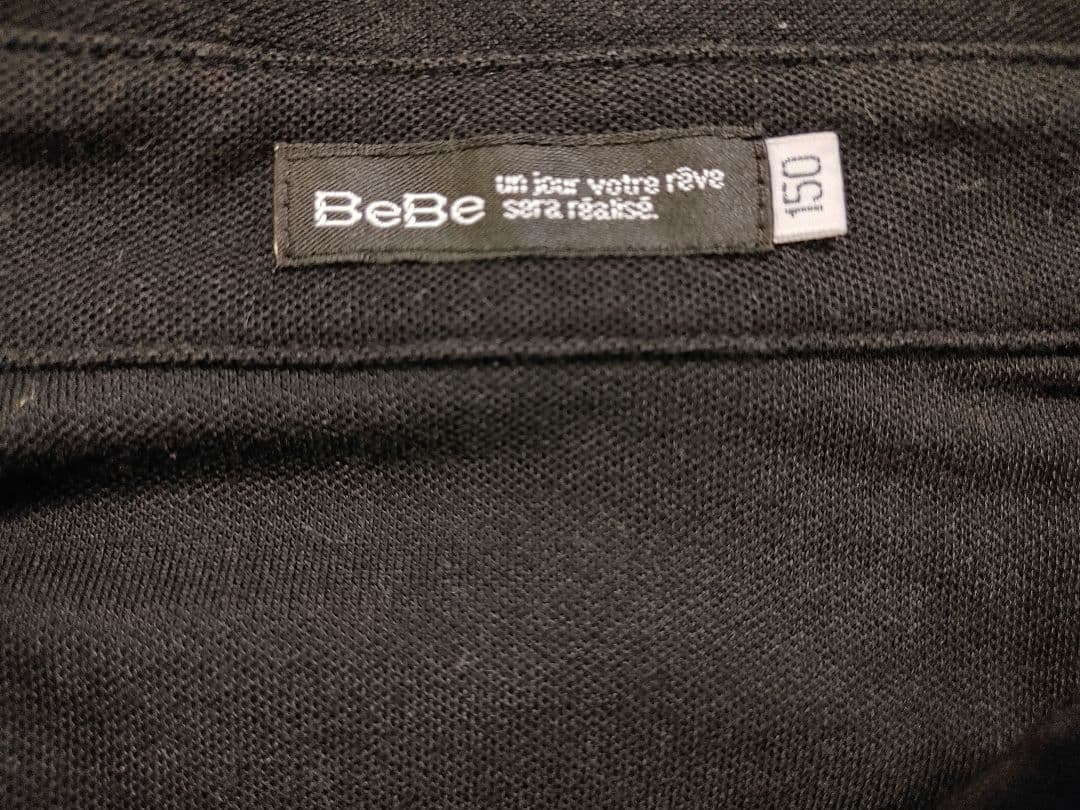 BeBe
un jour votre rêve
sera réalisé.
150